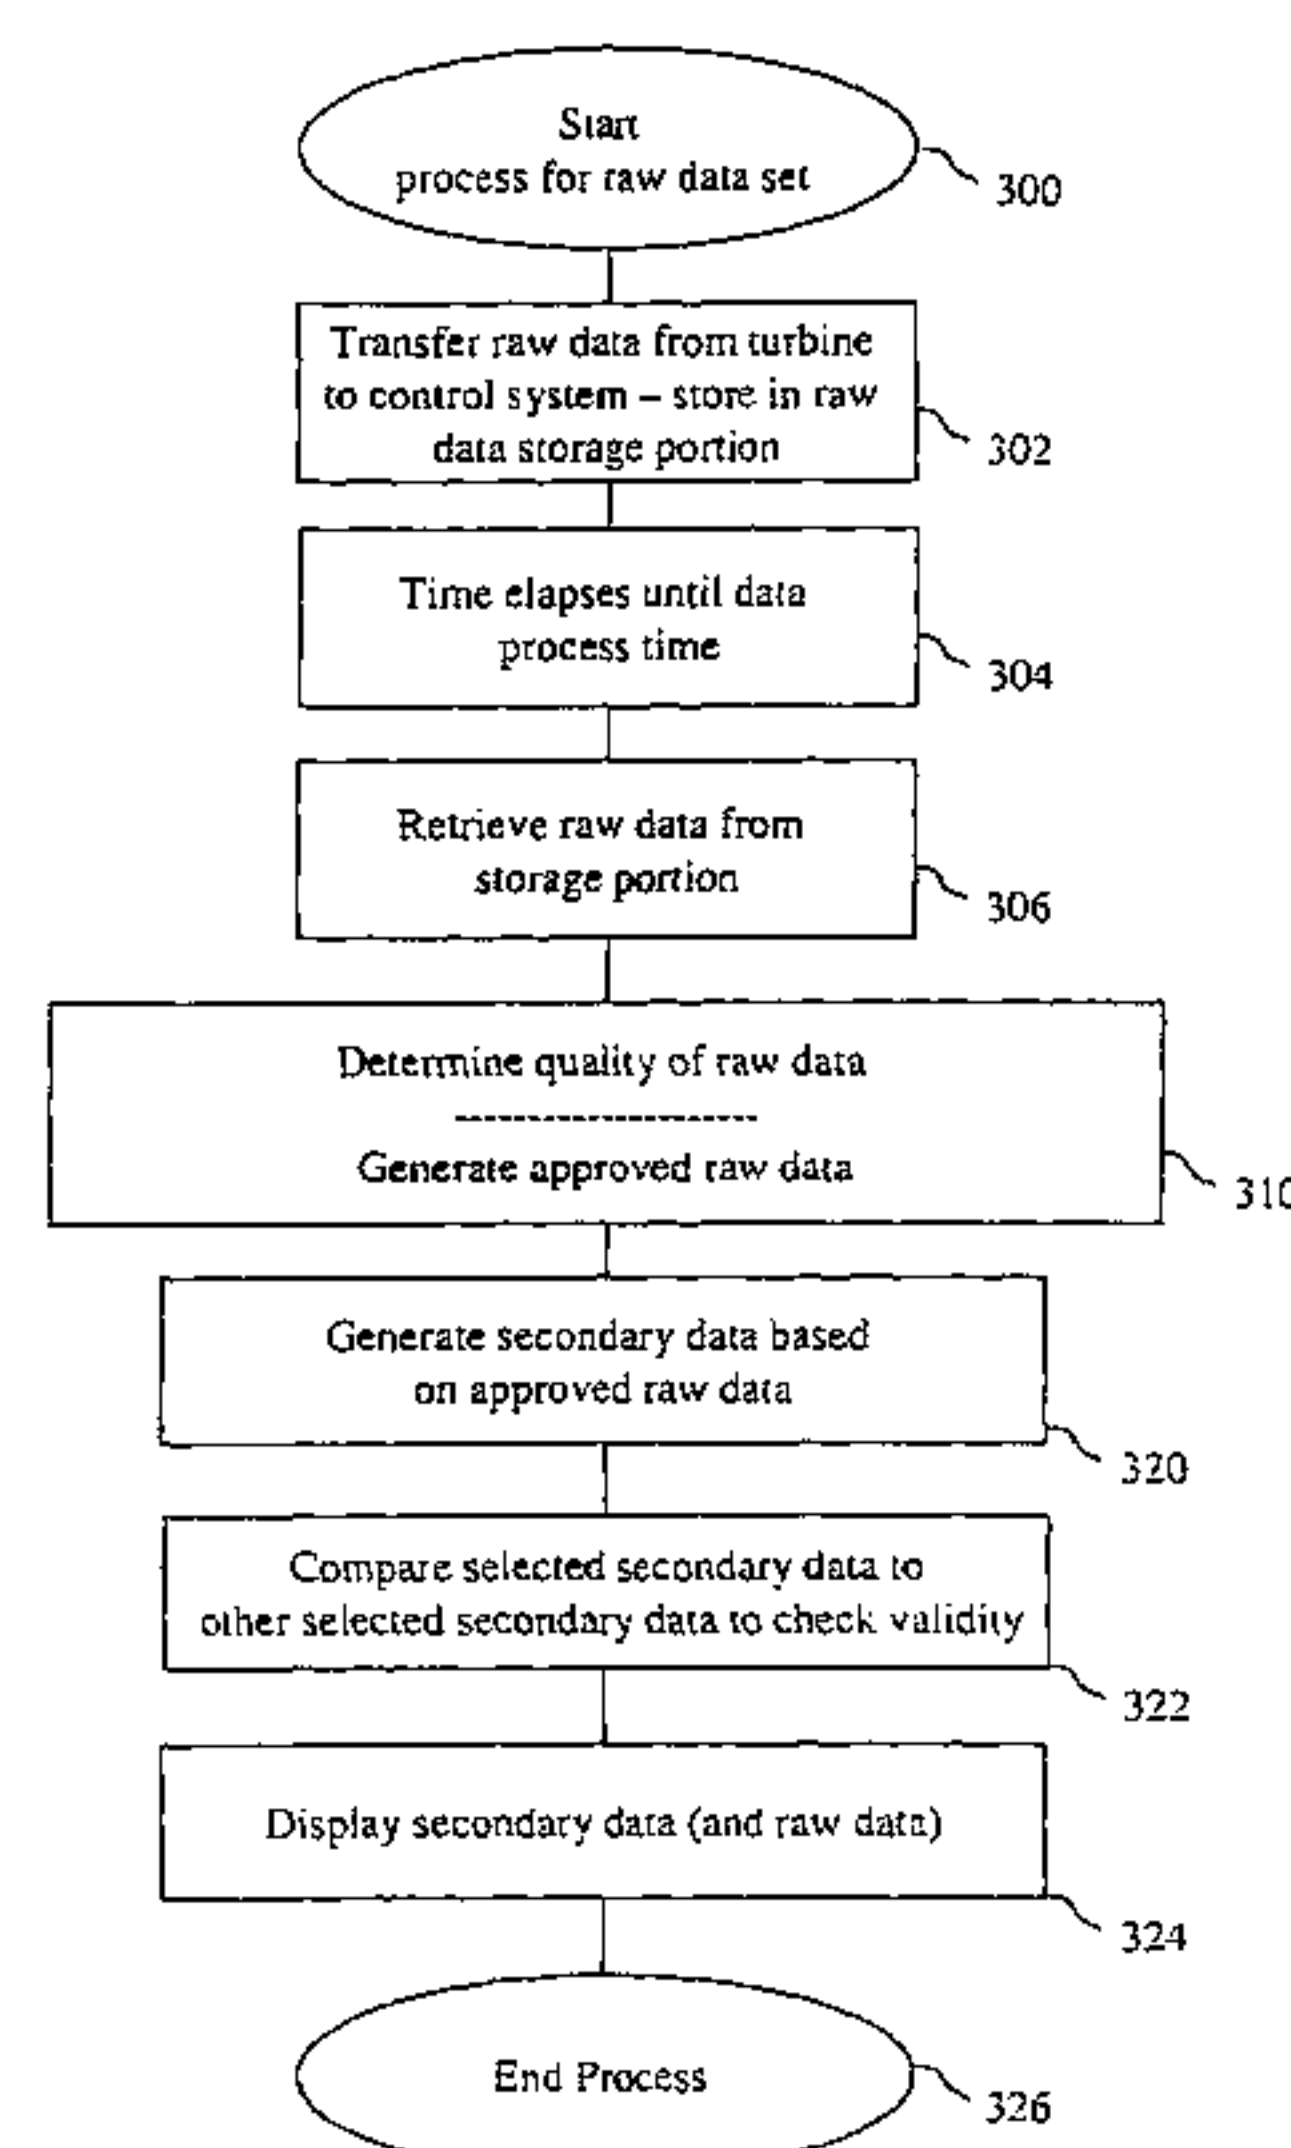 Start
process for raw data set
300
Transfer raw data from turbine
to control system – store in raw
data storage portion
302
Time elapses until data
process time
304
Retrieve raw data from
storage portion
306
Determine quality of raw data
--------------------
Generate approved raw data
310
Generate secondary data based
on approved raw data
320
Compare selected secondary data to
other selected secondary data to check validity
322
Display secondary data (and raw data)
324
End Process
326